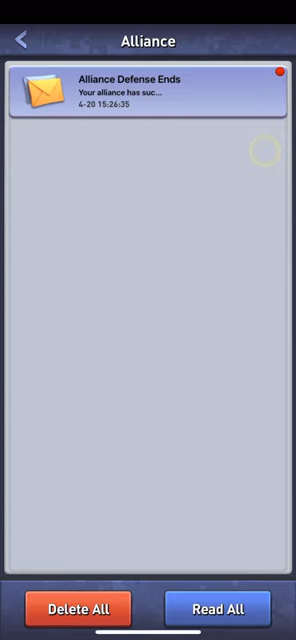 Alliance
Alliance Defense Ends
Your alliance has suc...
4-20 15:26:35
Delete All
Read All